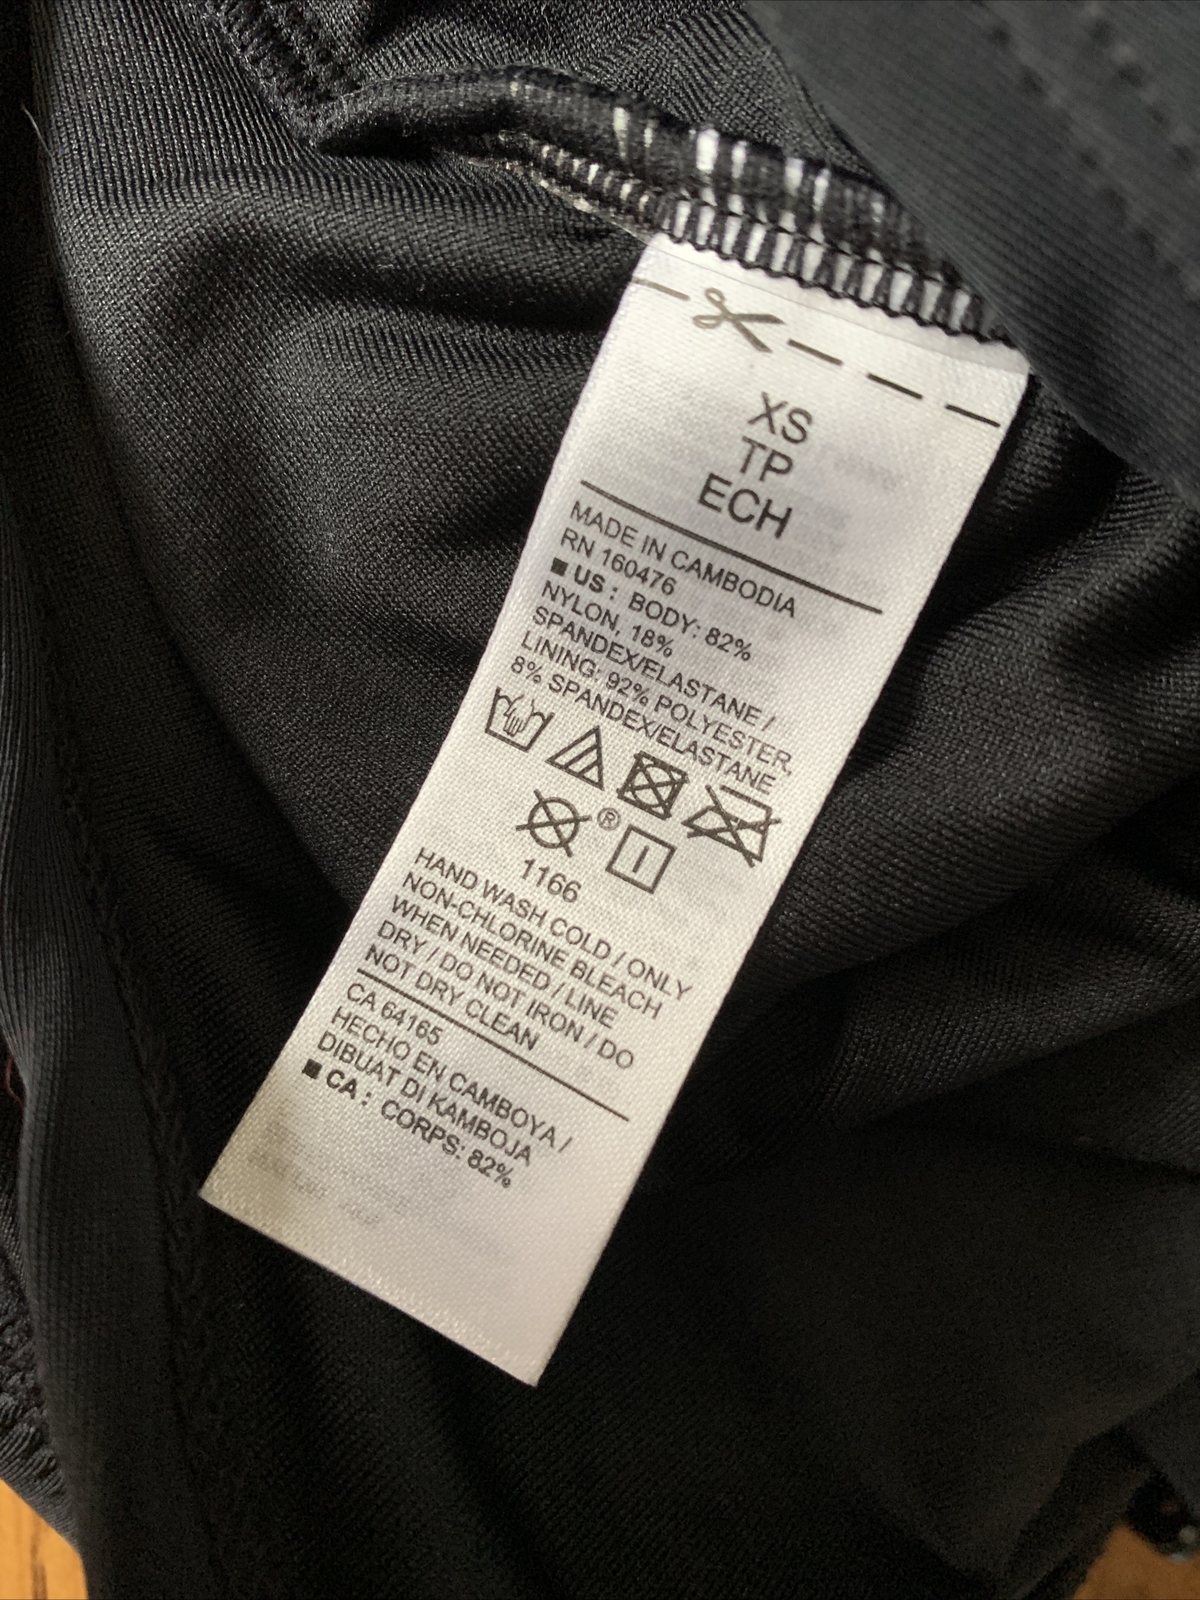 XS
TP
ECH
MADE IN CAMBODIA
RN 160476
■ US : BODY: 82%
NYLON, 18%
SPANDEX/ELASTANE /
LINING: 92% POLYESTER,
8% SPANDEX/ELASTANE
®
1166
HAND WASH COLD / ONLY
NON-CHLORINE BLEACH
WHEN NEEDED / LINE
DRY / DO NOT IRON / DO
NOT DRY CLEAN
CA 64165
HECHO EN CAMBOYA /
DIBUAT DI KAMBOJA
■ CA : CORPS: 82%